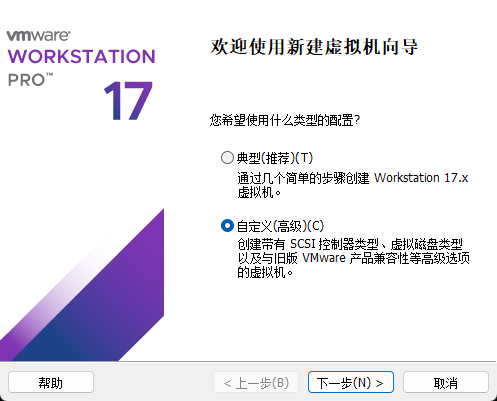 vmware®
WORKSTATION
PRO™
17
欢迎使用新建虚拟机向导
您希望使用什么类型的配置?
典型(推荐)(T)
通过几个简单的步骤创建 Workstation 17.x
虚拟机。
自定义(高级)(C)
创建带有 SCSI 控制器类型、虚拟磁盘类型
以及与旧版 VMware 产品兼容性等高级选项
的虚拟机。
帮助
< 上一步(B)
下一步(N) >
取消